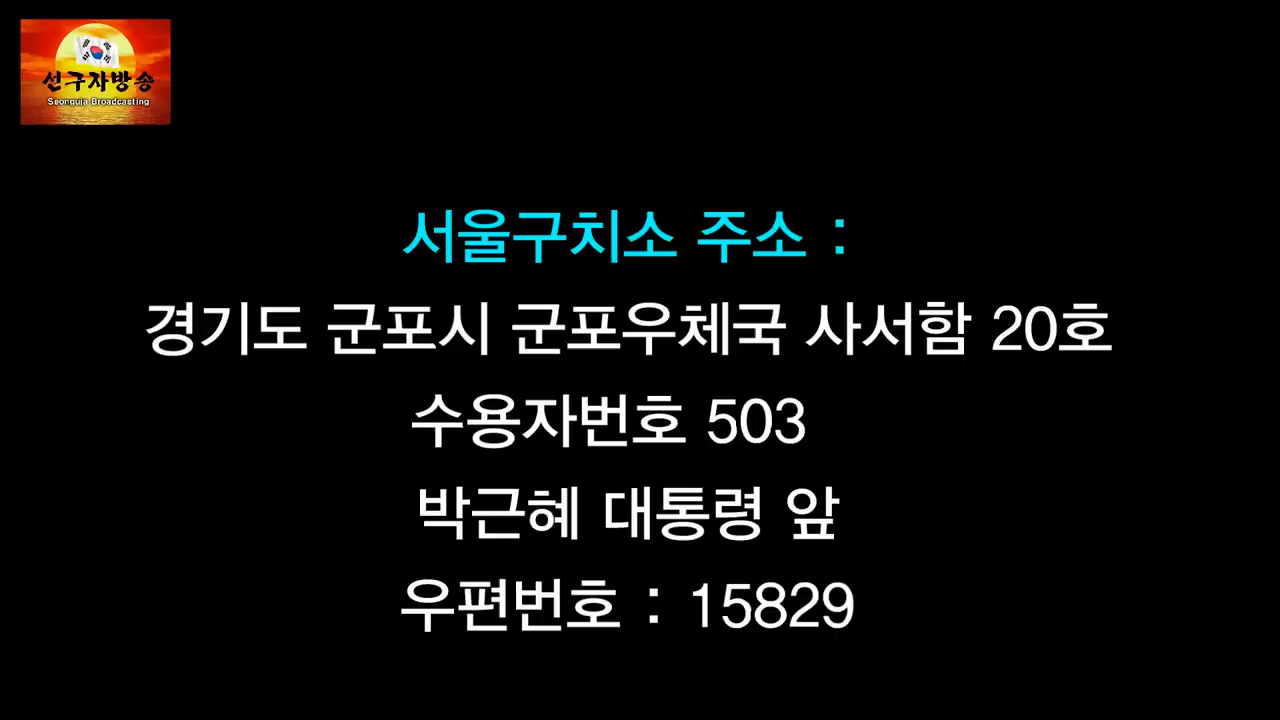 선구자방송
Seonguja Broadcasting
서울구치소 주소 :
경기도 군포시 군포우체국 사서함 20호
수용자번호 503
박근혜 대통령 앞
우편번호 : 15829